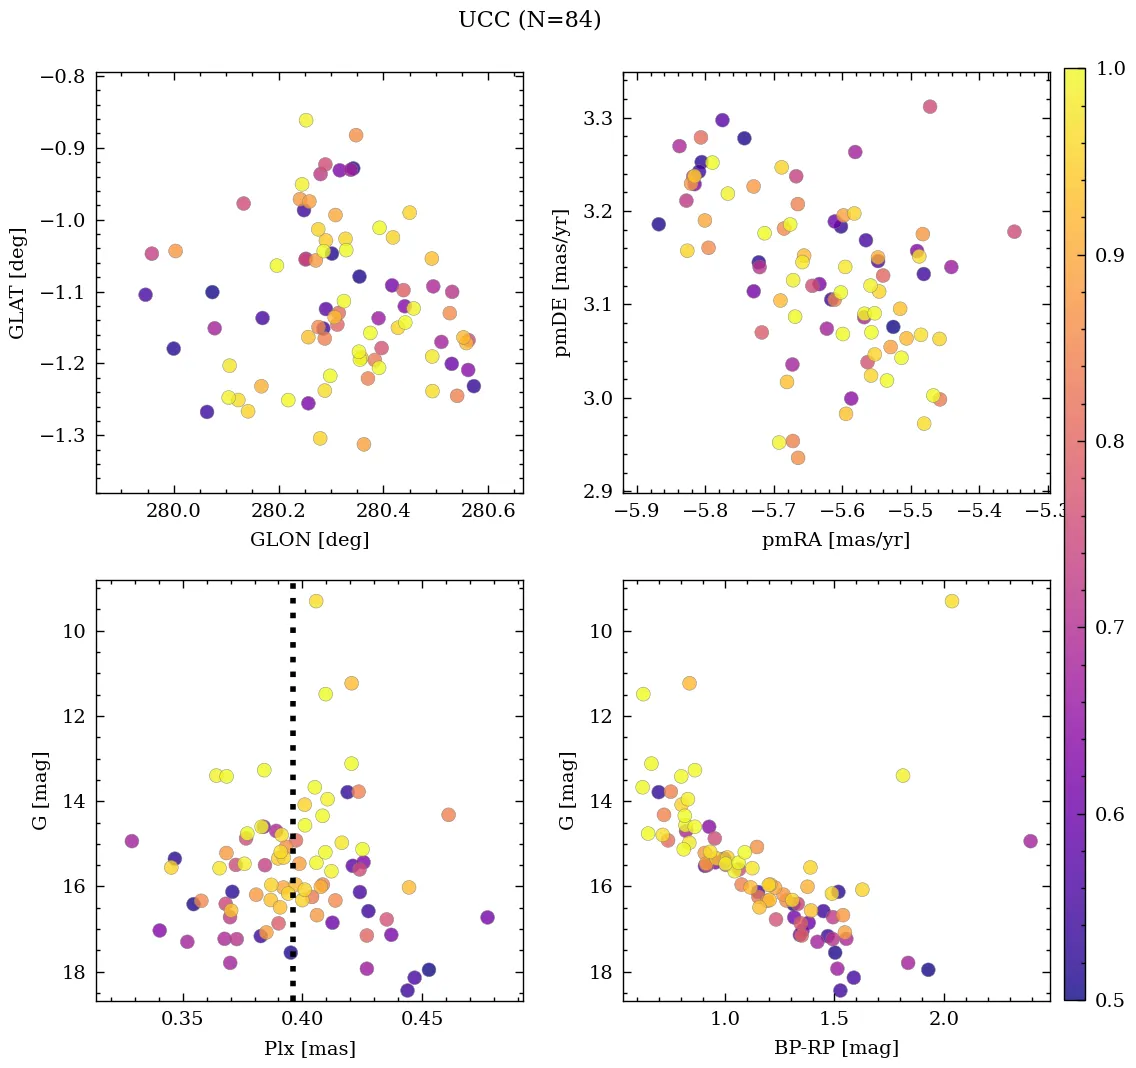 UCC (N=84)
−0.8
−0.9
−1.0
−1.1
−1.2
−1.3
GLAT [deg]
280.0 280.2 280.4 280.6
GLON [deg]
3.3
3.2
3.1
3.0
2.9
pmDE [mas/yr]
−5.9 −5.8 −5.7 −5.6 −5.5 −5.4 −5.3
pmRA [mas/yr]
1.0
0.9
0.8
0.7
0.6
0.5
10
12
14
16
18
G [mag]
0.35 0.40 0.45
Plx [mas]
10
12
14
16
18
G [mag]
1.0 1.5 2.0
BP-RP [mag]